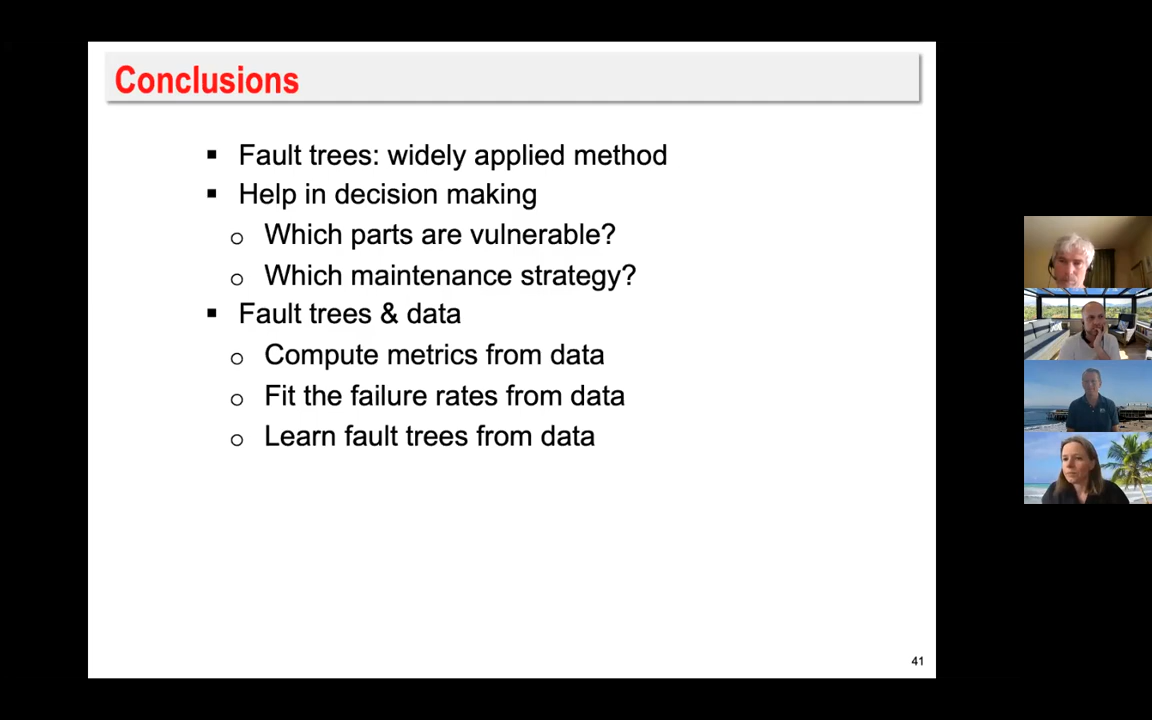 Conclusions
▪ Fault trees: widely applied method
▪ Help in decision making
o Which parts are vulnerable?
o Which maintenance strategy?
▪ Fault trees & data
o Compute metrics from data
o Fit the failure rates from data
o Learn fault trees from data
41